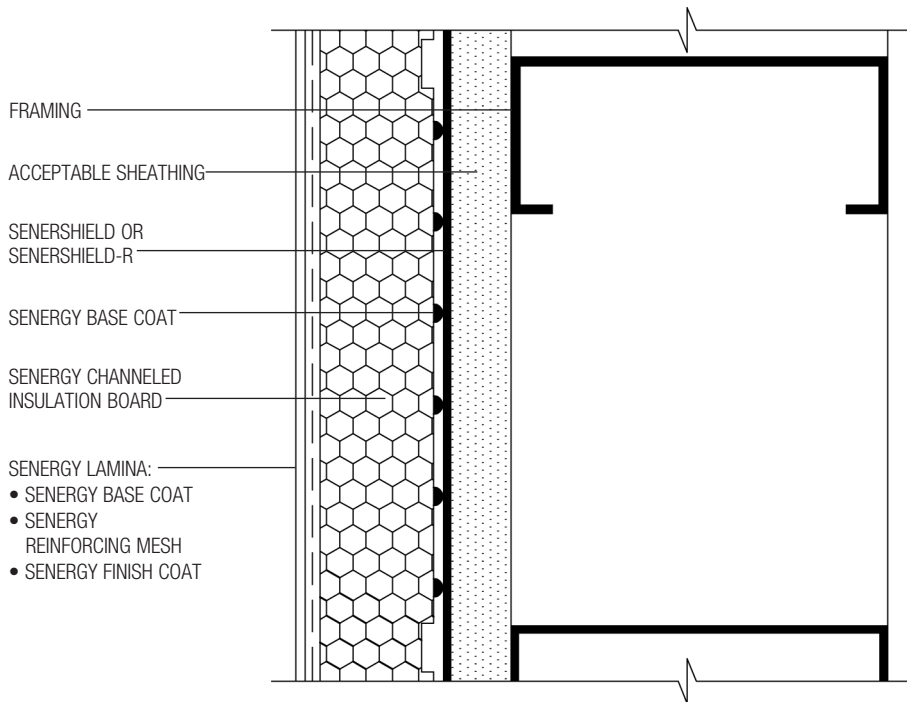 FRAMING
ACCEPTABLE SHEATHING
SENERSHIELD OR
SENERSHIELD-R
SENERGY BASE COAT
SENERGY CHANNELED
INSULATION BOARD
SENERGY LAMINA:
• SENERGY BASE COAT
• SENERGY
REINFORCING MESH
• SENERGY FINISH COAT